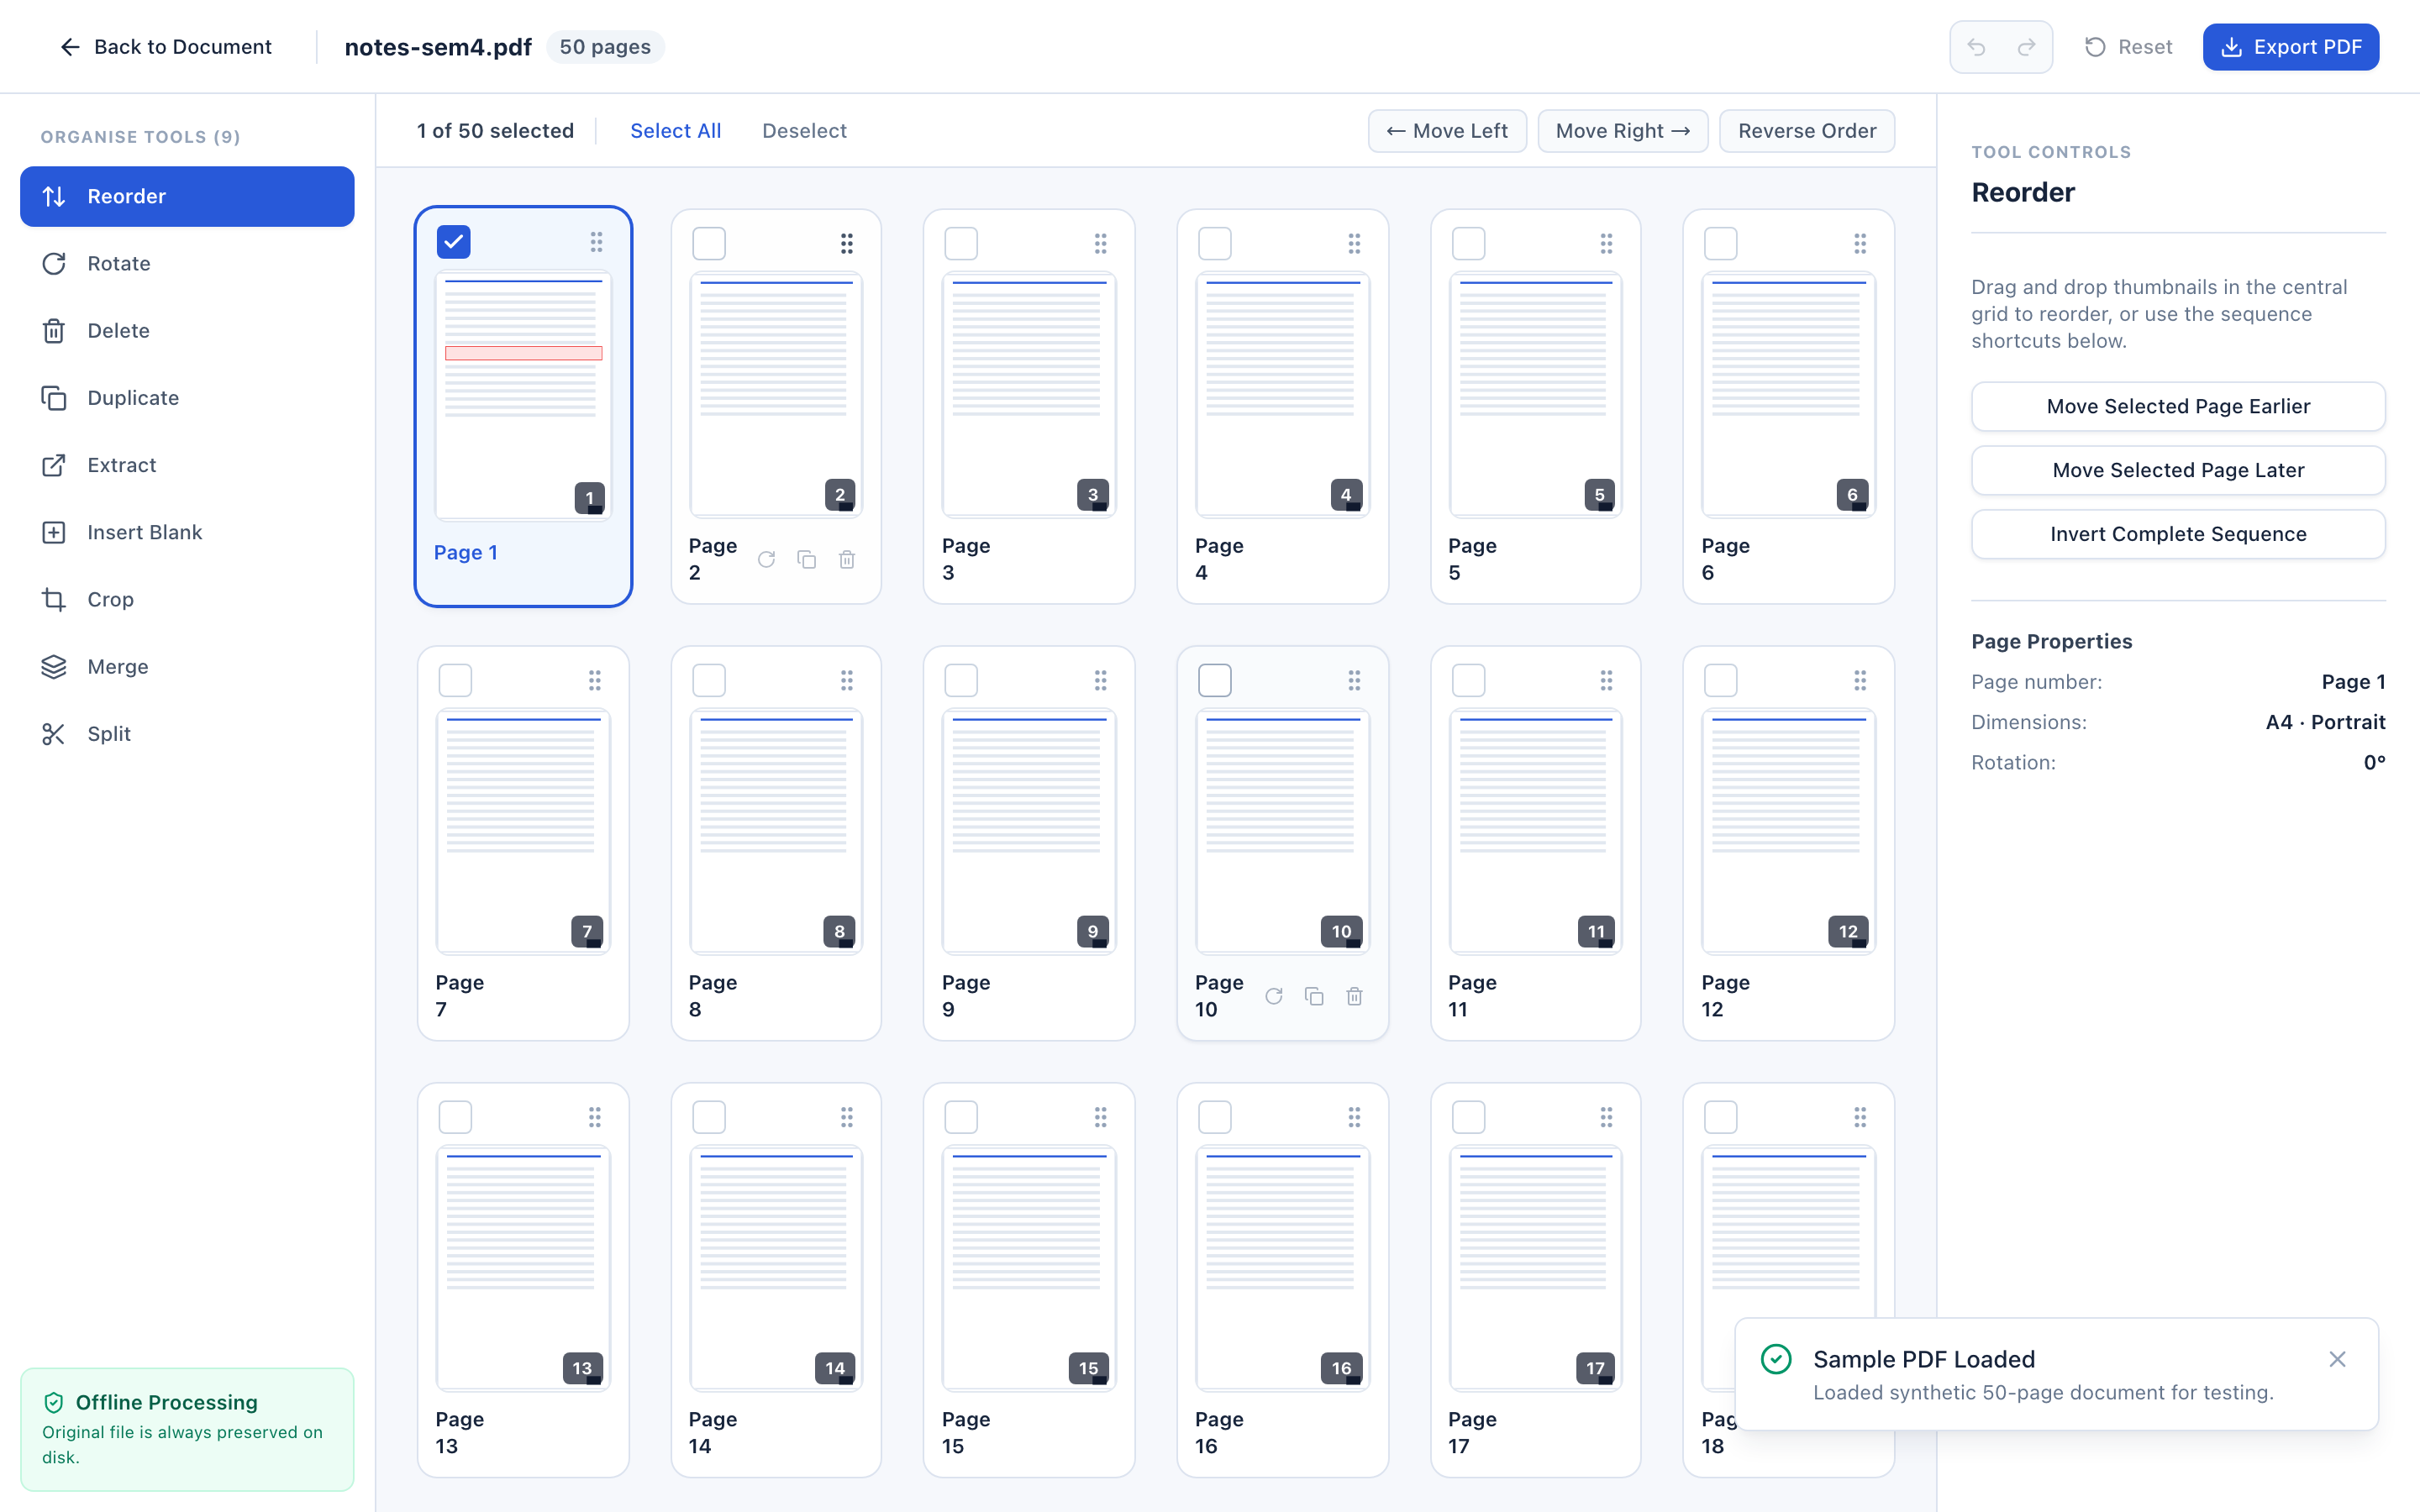 ← Back to Document
notes-sem4.pdf
50 pages
Reset
Export PDF
ORGANISE TOOLS (9)
Reorder
Rotate
Delete
Duplicate
Extract
Insert Blank
Crop
Merge
Split
Offline Processing
Original file is always preserved on
disk.
1 of 50 selected
Select All
Deselect
← Move Left
Move Right →
Reverse Order
1
2
3
4
5
6
Page 1
Page
2
Page
3
Page
4
Page
5
Page
6
7
8
9
10
11
12
Page
7
Page
8
Page
9
Page
10
Page
11
Page
12
13
14
15
16
17
Page
13
Page
14
Page
15
Page
16
Page
17
Pag
18
TOOL CONTROLS
Reorder
Drag and drop thumbnails in the central
grid to reorder, or use the sequence
shortcuts below.
Move Selected Page Earlier
Move Selected Page Later
Invert Complete Sequence
Page Properties
Page number:
Page 1
Dimensions:
A4 · Portrait
Rotation:
0°
Sample PDF Loaded
Loaded synthetic 50-page document for testing.